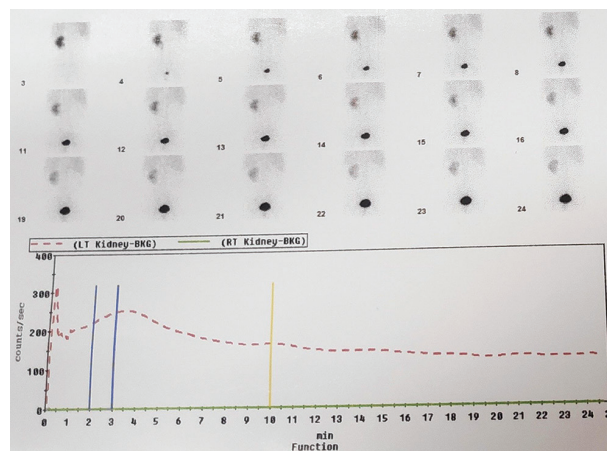 3 4 5 6 7 8
11 12 13 14 15 16
19 20 21 22 23 24
(LT Kidney-BKG) (RT Kidney-BKG)
400
300
200
100
0
counts/sec
0 1 2 3 4 5 6 7 8 9 10 11 12 13 14 15 16 17 18 19 20 21 22 23 24
min
Function